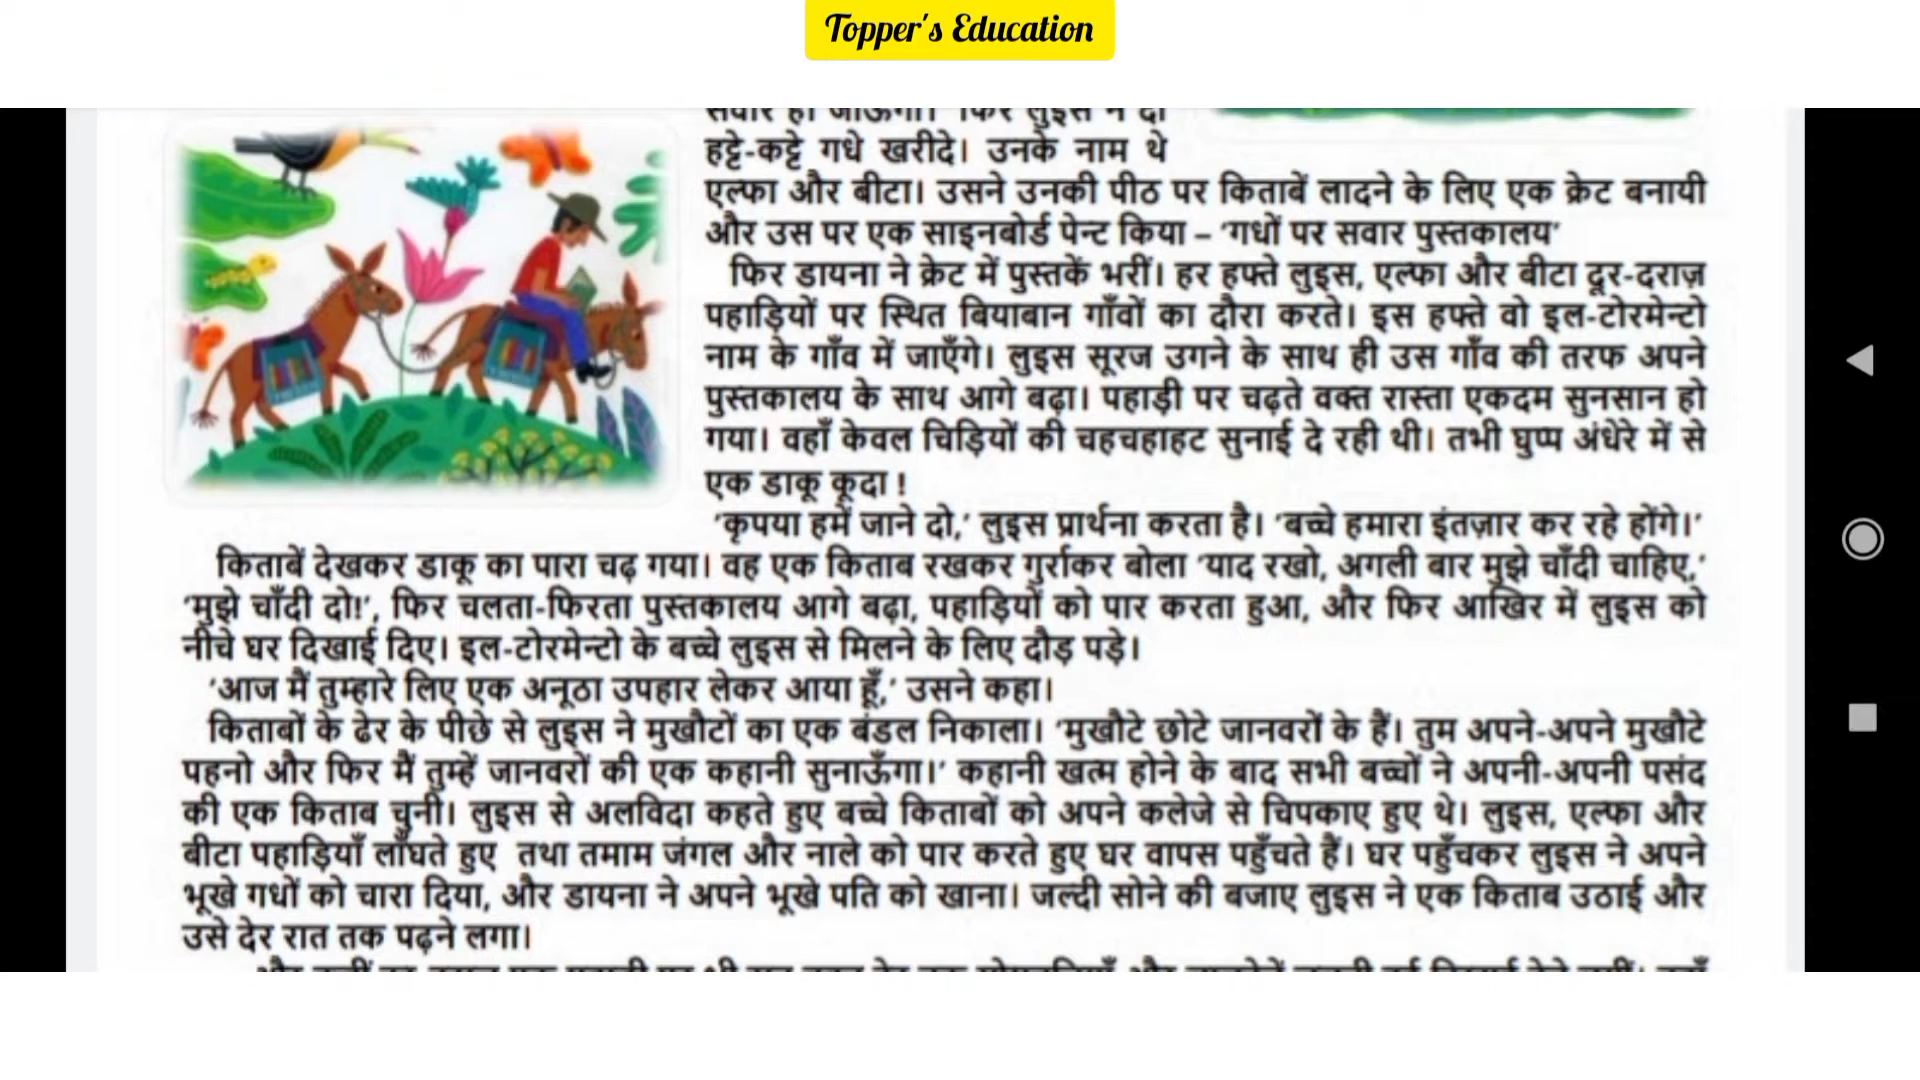 Topper's Education
सवार हो जाऊँगा। फिर लुइस ने दो
हट्टे-कट्टे गधे खरीदे। उनके नाम थे
एल्फा और बीटा। उसने उनकी पीठ पर किताबें लादने के लिए एक क्रेट बनायी
और उस पर एक साइनबोर्ड पेन्ट किया – ‘गधों पर सवार पुस्तकालय’
फिर डायना ने क्रेट में पुस्तकें भरीं। हर हफ्ते लुइस, एल्फा और बीटा दूर-दराज़
पहाड़ियों पर स्थित बियाबान गाँवों का दौरा करते। इस हफ्ते वो इल-टोरमेन्टो
नाम के गाँव में जाएँगे। लुइस सूरज उगने के साथ ही उस गाँव की तरफ अपने
पुस्तकालय के साथ आगे बढ़ा। पहाड़ी पर चढ़ते वक्त रास्ता एकदम सुनसान हो
गया। वहाँ केवल चिड़ियों की चहचहाहट सुनाई दे रही थी। तभी घुप्प अंधेरे में से
एक डाकू कूदा !
‘कृपया हमें जाने दो,’ लुइस प्रार्थना करता है। ‘बच्चे हमारा इंतज़ार कर रहे होंगे।’
किताबें देखकर डाकू का पारा चढ़ गया। वह एक किताब रखकर गुर्राकर बोला ‘याद रखो, अगली बार मुझे चाँदी चाहिए,’
‘मुझे चाँदी दो!’, फिर चलता-फिरता पुस्तकालय आगे बढ़ा, पहाड़ियों को पार करता हुआ, और फिर आखिर में लुइस को
नीचे घर दिखाई दिए। इल-टोरमेन्टो के बच्चे लुइस से मिलने के लिए दौड़ पड़े।
‘आज मैं तुम्हारे लिए एक अनूठा उपहार लेकर आया हूँ,’ उसने कहा।
किताबों के ढेर के पीछे से लुइस ने मुखौटों का एक बंडल निकाला। ‘मुखौटे छोटे जानवरों के हैं। तुम अपने-अपने मुखौटे
पहनो और फिर मैं तुम्हें जानवरों की एक कहानी सुनाऊँगा।’ कहानी खत्म होने के बाद सभी बच्चों ने अपनी-अपनी पसंद
की एक किताब चुनी। लुइस से अलविदा कहते हुए बच्चे किताबों को अपने कलेजे से चिपकाए हुए थे। लुइस, एल्फा और
बीटा पहाड़ियाँ लाँघते हुए तथा तमाम जंगल और नाले को पार करते हुए घर वापस पहुँचते हैं। घर पहुँचकर लुइस ने अपने
भूखे गधों को चारा दिया, और डायना ने अपने भूखे पति को खाना। जल्दी सोने की बजाए लुइस ने एक किताब उठाई और
उसे देर रात तक पढ़ने लगा।